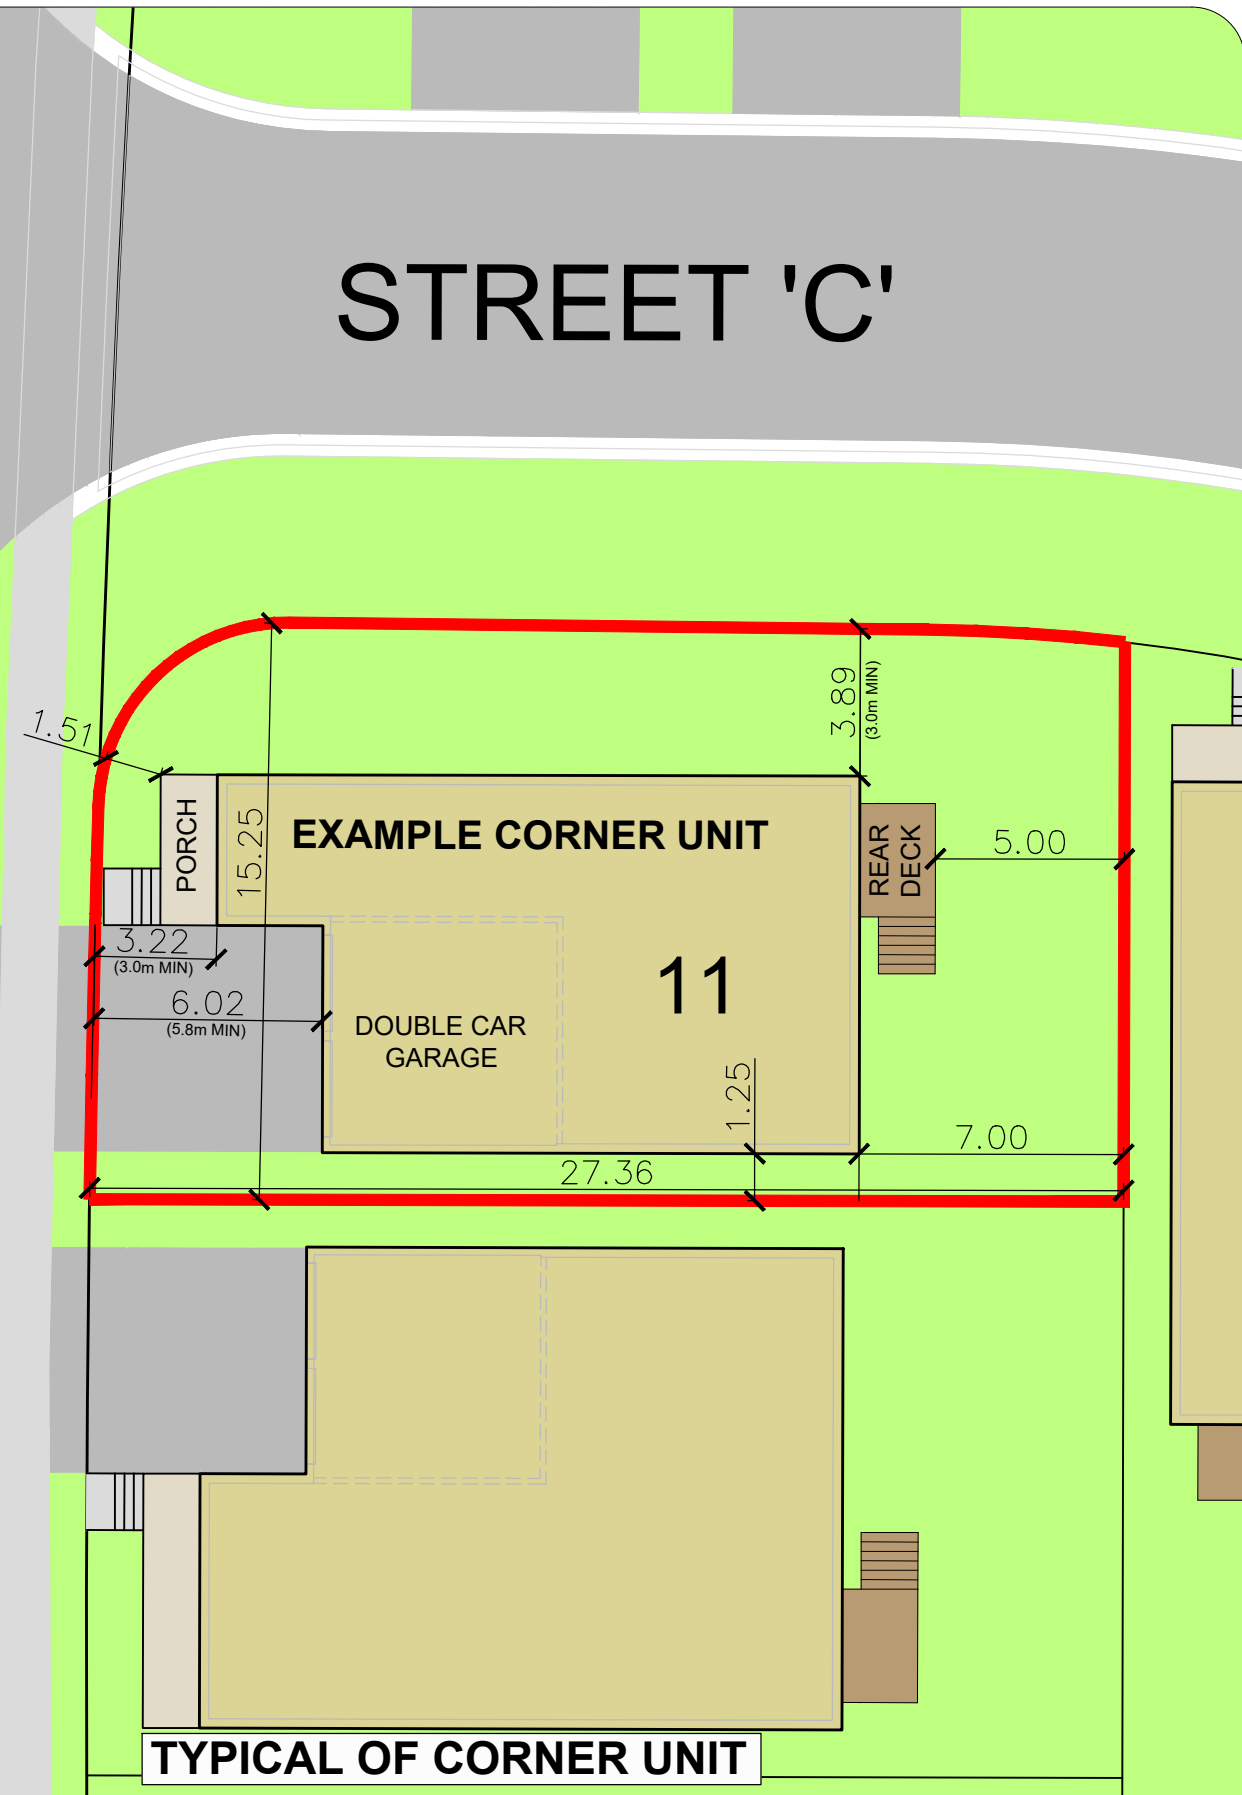 STREET 'C'
1.51
3.89
(3.0m MIN)
PORCH
15.25
EXAMPLE CORNER UNIT
REAR
DECK
5.00
3.22
(3.0m MIN)
6.02
(5.8m MIN)
11
DOUBLE CAR
GARAGE
1.25
7.00
27.36
TYPICAL OF CORNER UNIT